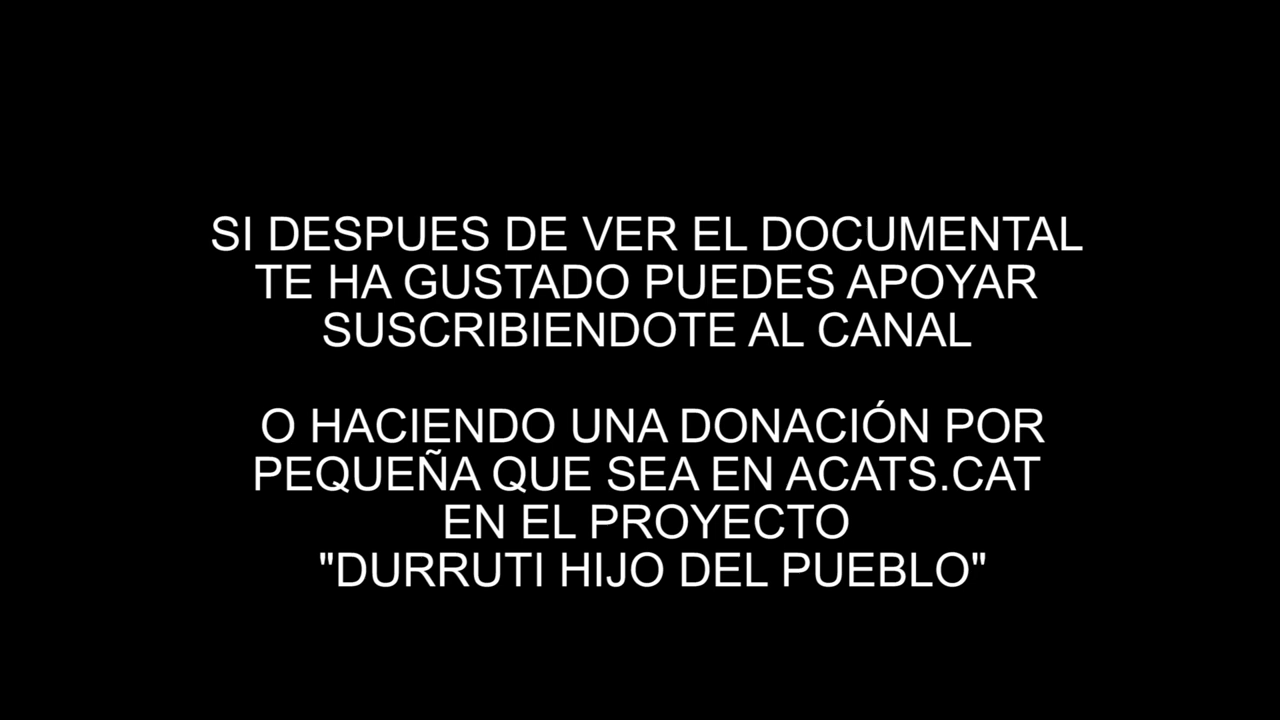 SI DESPUES DE VER EL DOCUMENTAL
TE HA GUSTADO PUEDES APOYAR
SUSCRIBIENDOTE AL CANAL
O HACIENDO UNA DONACIÓN POR
PEQUEÑA QUE SEA EN ACATS.CAT
EN EL PROYECTO
"DURRUTI HIJO DEL PUEBLO"